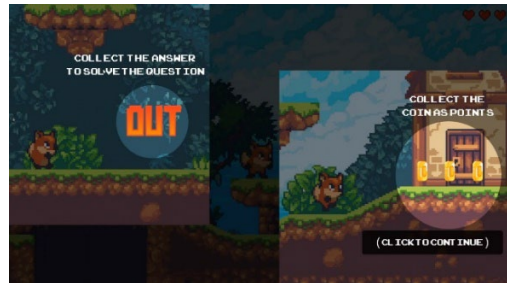 COLLECT THE ANSWER
TO SOLVE THE QUESTION
OUT
COLLECT THE
COIN AS POINTS
(CLICK TO CONTINUE)